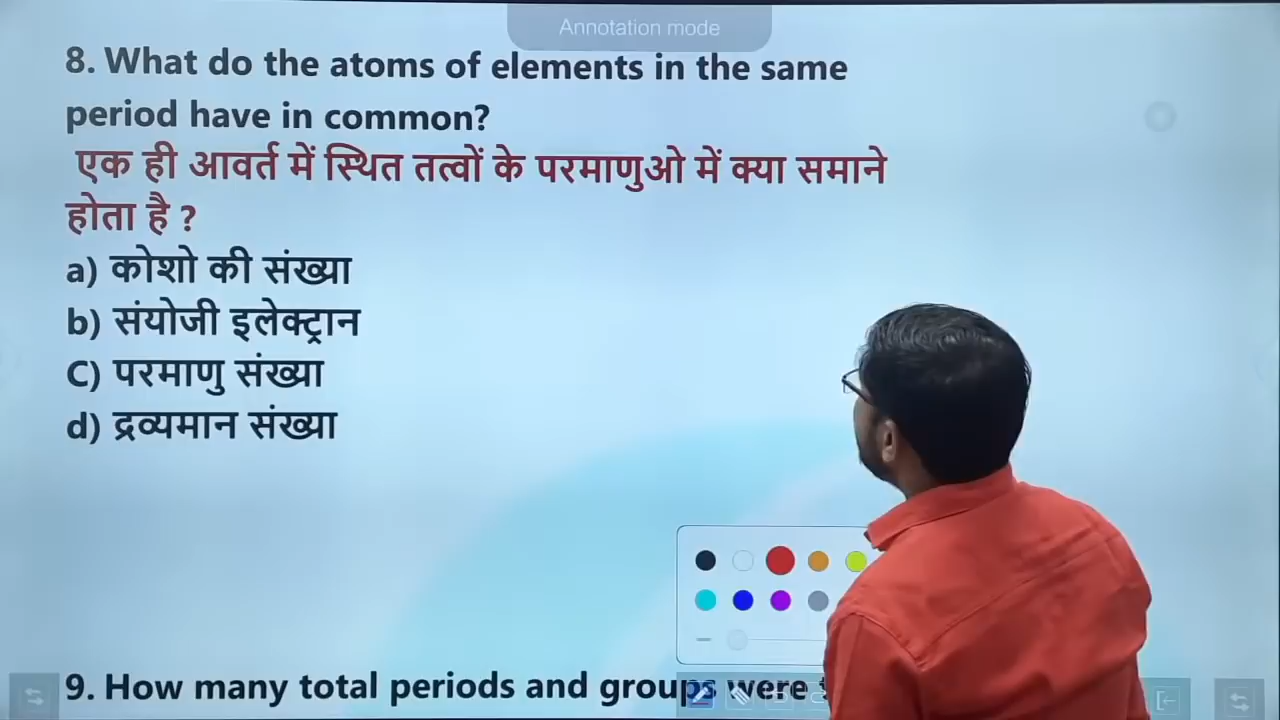 Annotation mode
8. What do the atoms of elements in the same
period have in common?
एक ही आवर्त में स्थित तत्वों के परमाणुओ में क्या समाने
होता है ?
a) कोशो की संख्या
b) संयोजी इलेक्ट्रान
C) परमाणु संख्या
d) द्रव्यमान संख्या
9. How many total periods and groups were